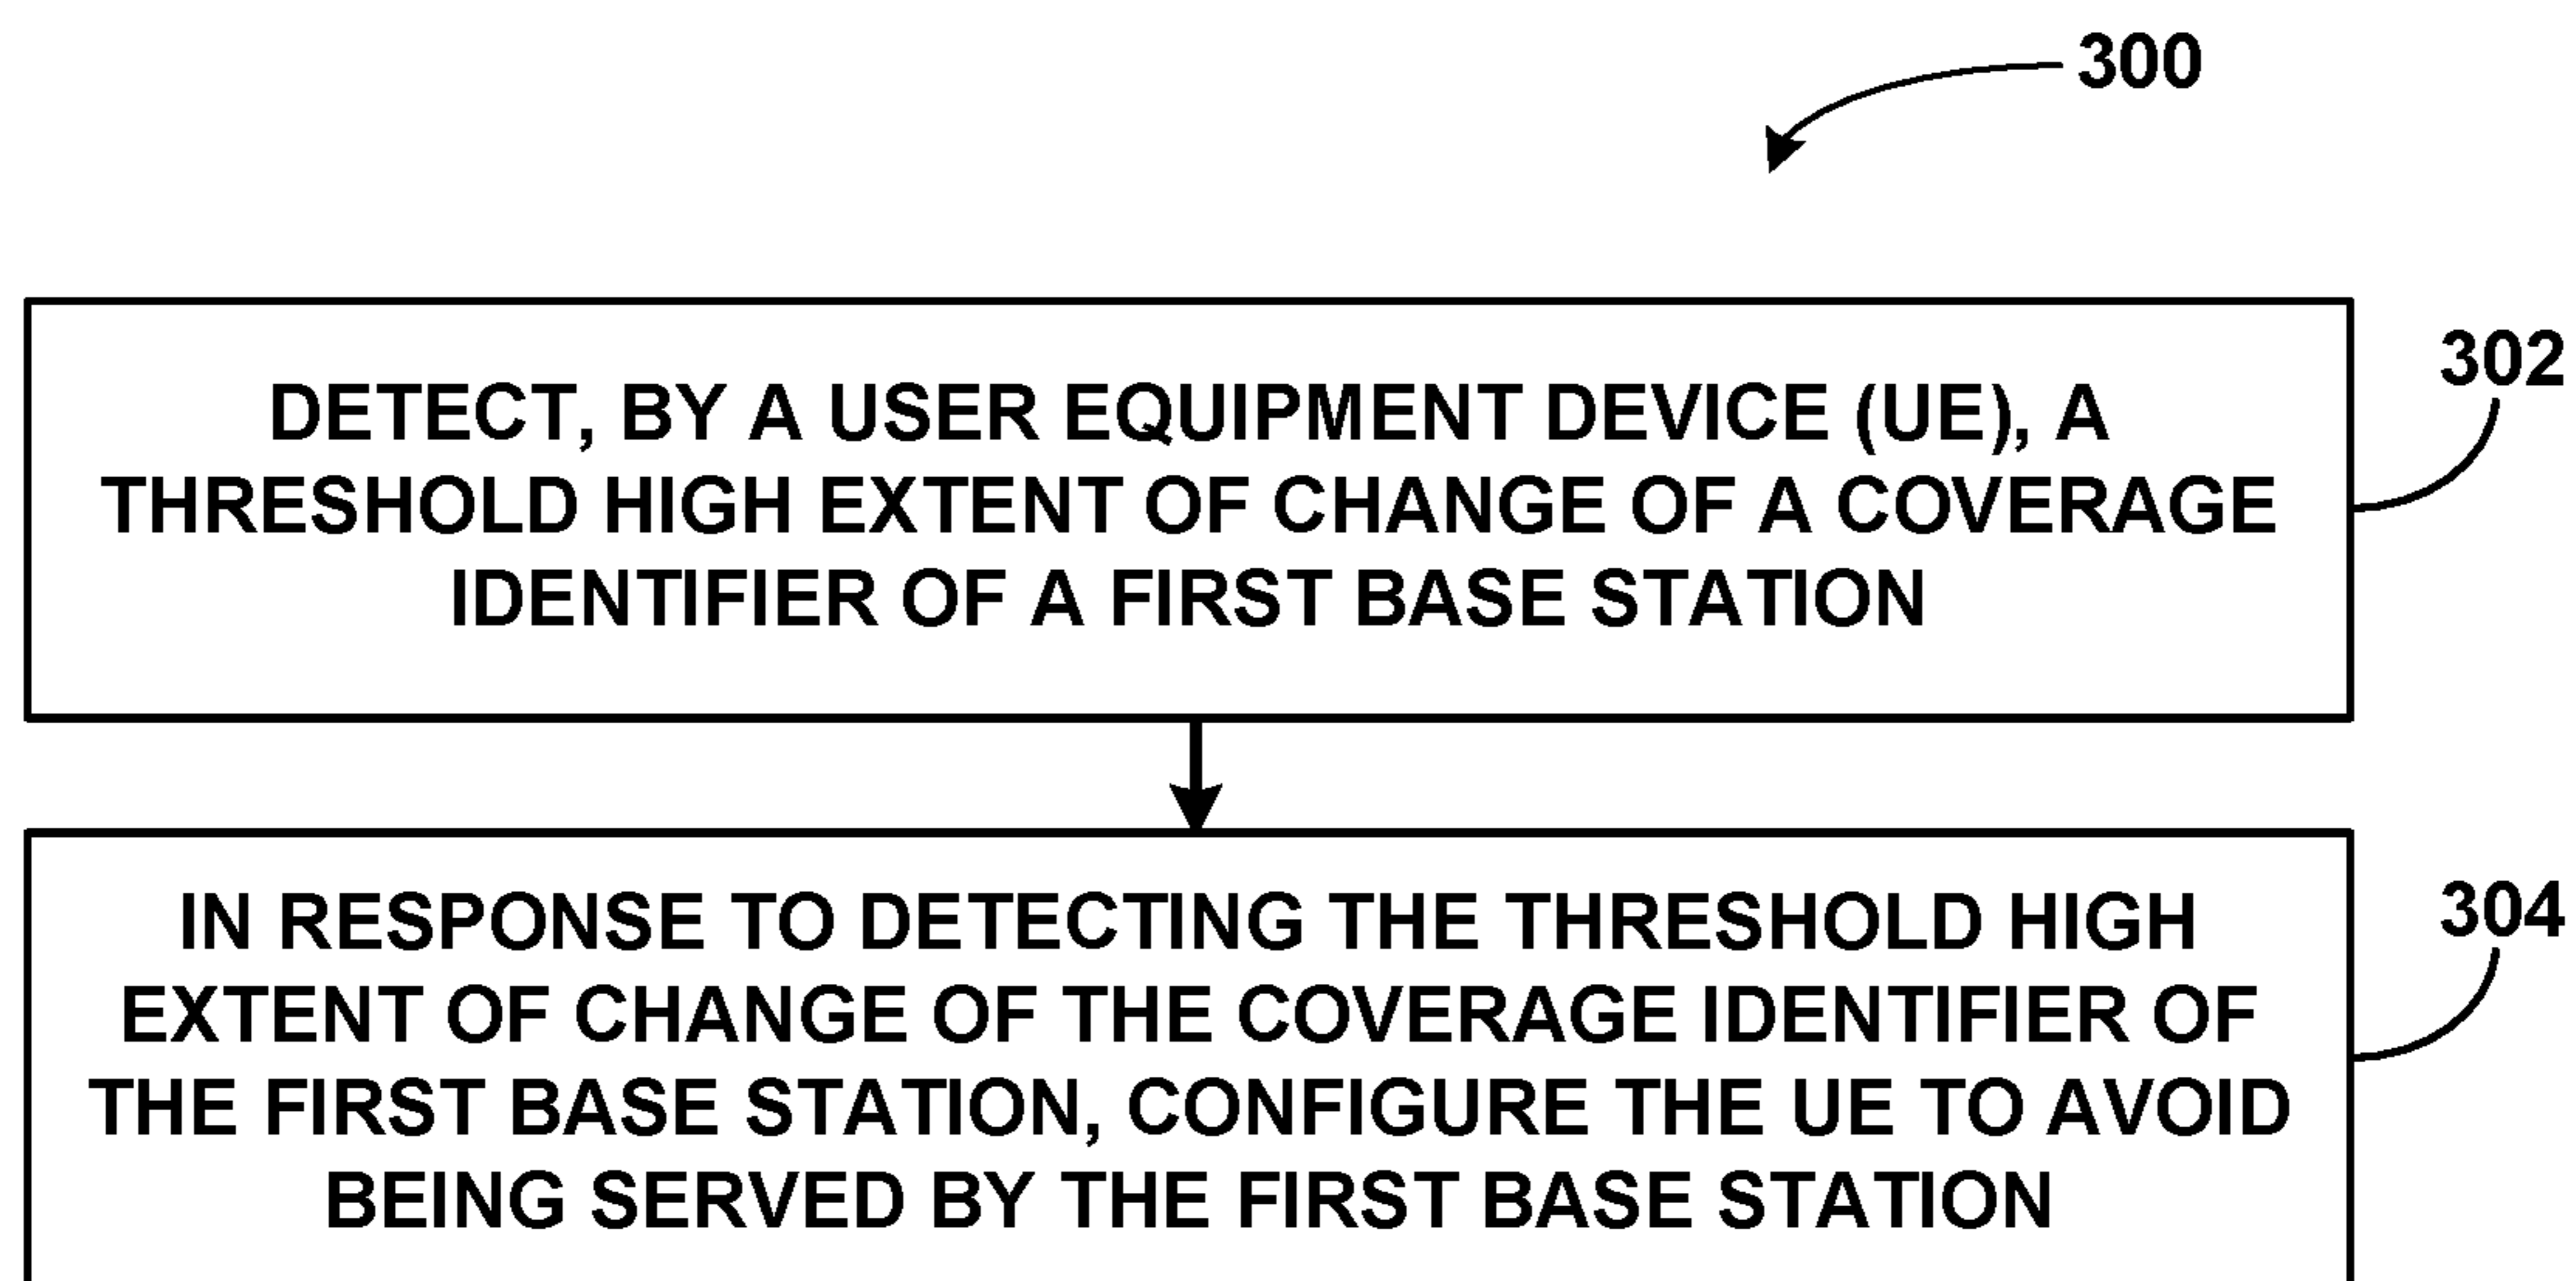 300
302
DETECT, BY A USER EQUIPMENT DEVICE (UE), A
THRESHOLD HIGH EXTENT OF CHANGE OF A COVERAGE
IDENTIFIER OF A FIRST BASE STATION
304
IN RESPONSE TO DETECTING THE THRESHOLD HIGH
EXTENT OF CHANGE OF THE COVERAGE IDENTIFIER OF
THE FIRST BASE STATION, CONFIGURE THE UE TO AVOID
BEING SERVED BY THE FIRST BASE STATION